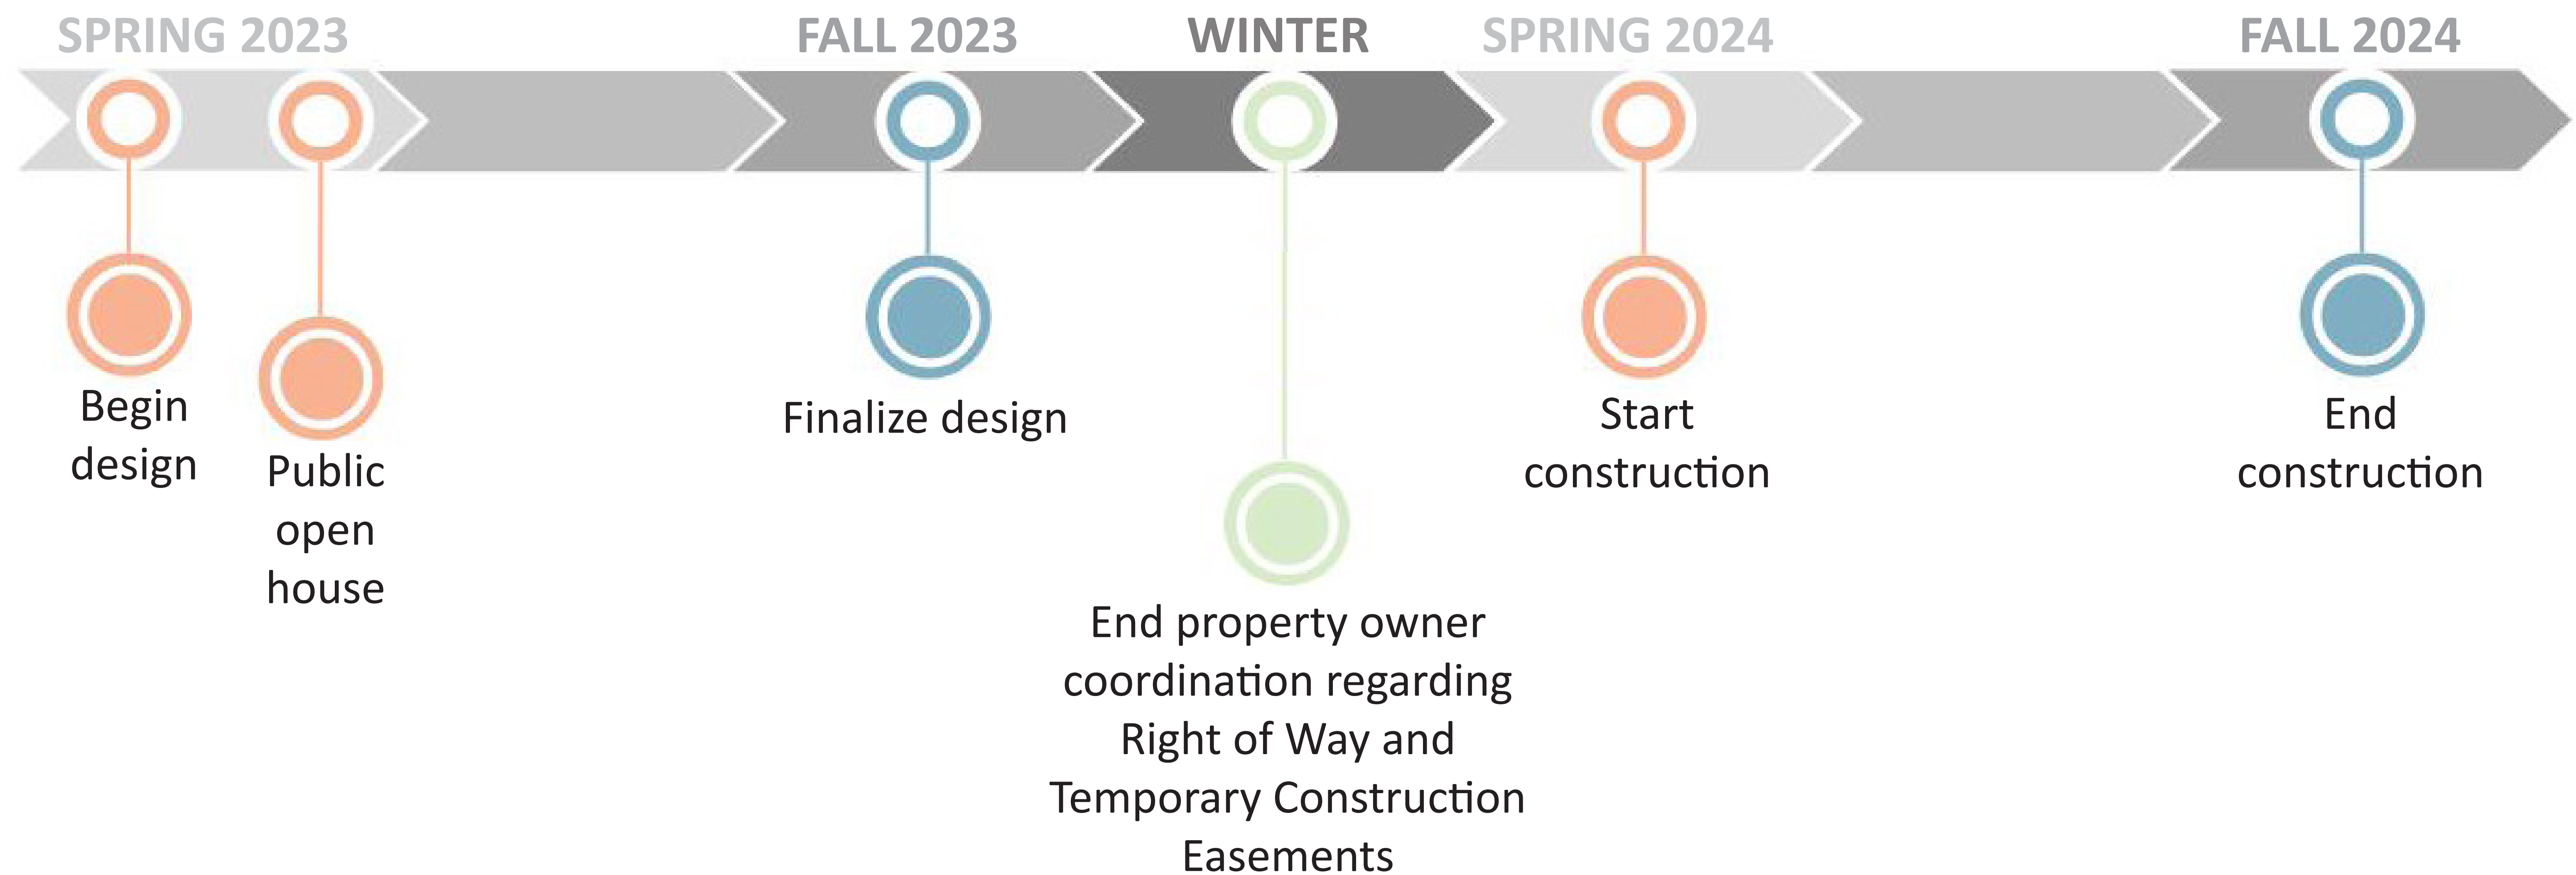 SPRING 2023
FALL 2023
WINTER
SPRING 2024
FALL 2024
Begin
design
Public
open
house
Finalize design
End property owner
coordination regarding
Right of Way and
Temporary Construction
Easements
Start
construction
End
construction